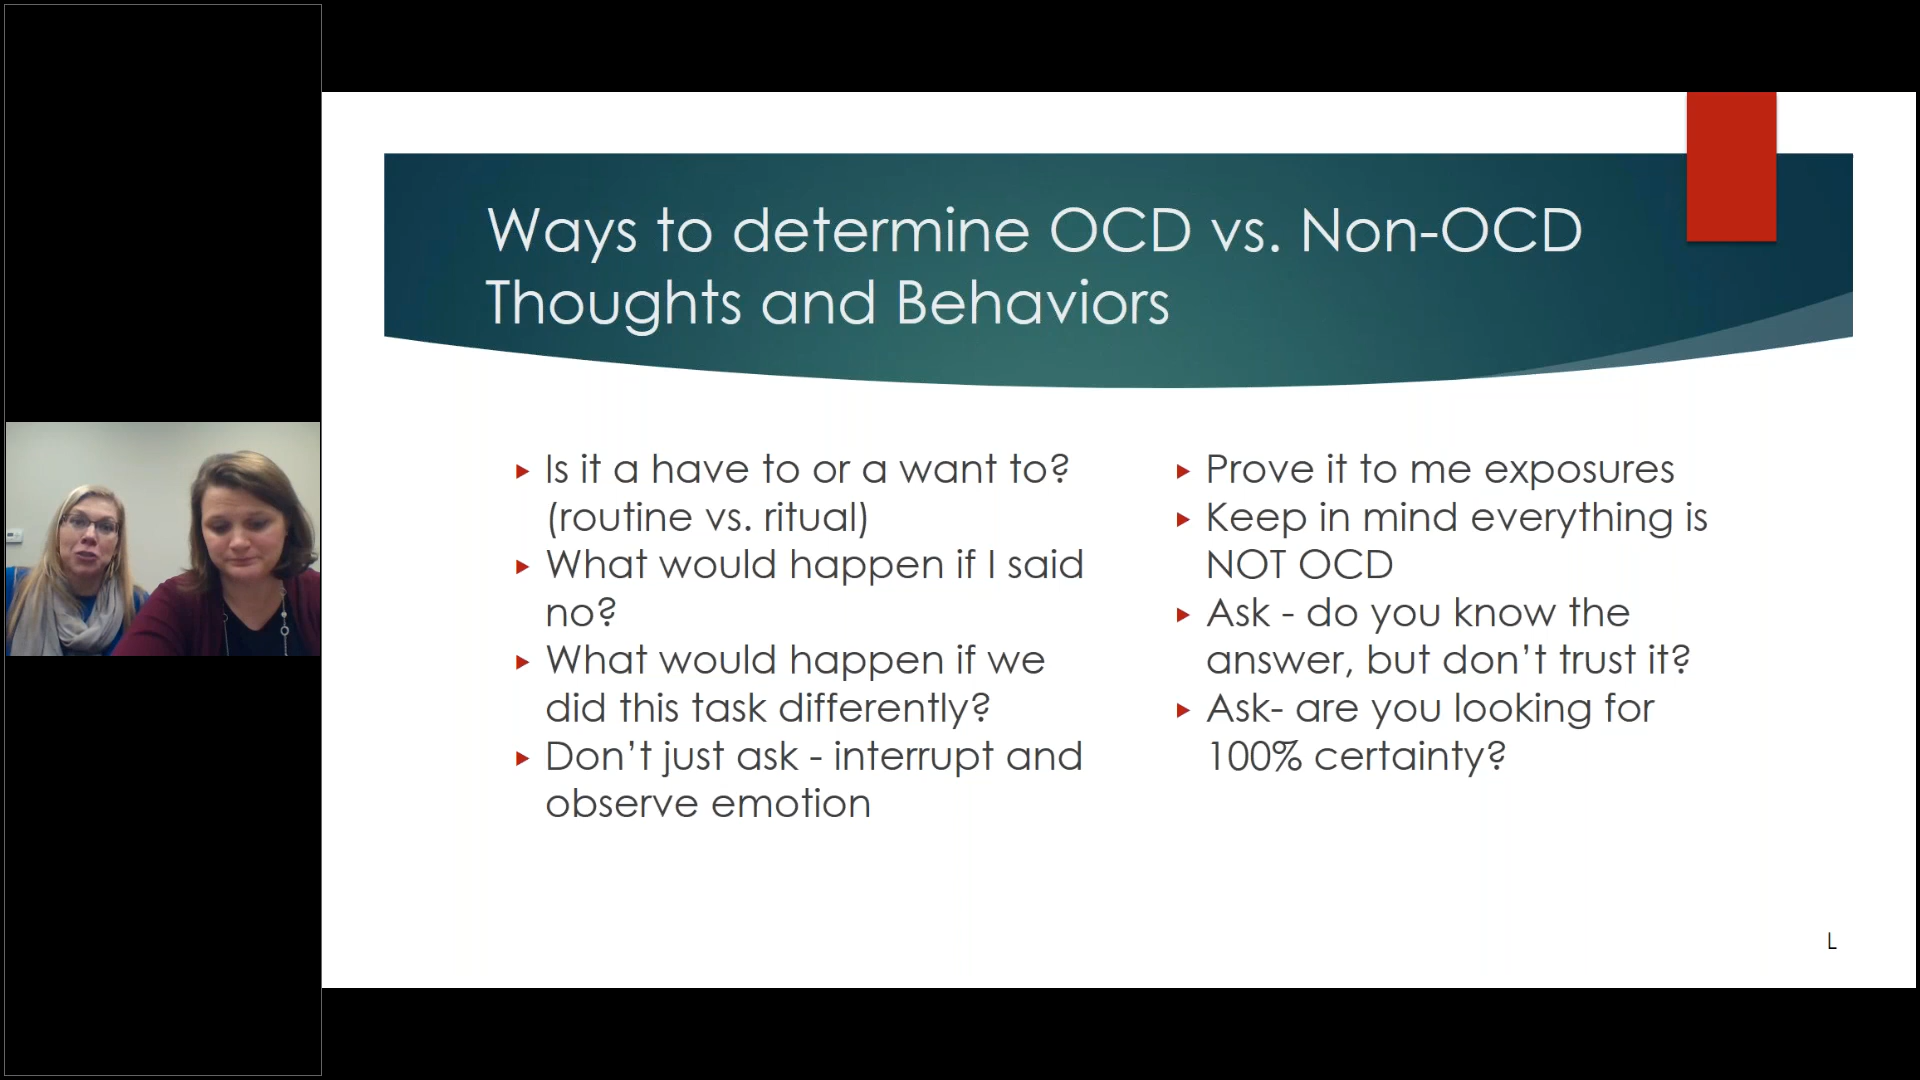 Ways to determine OCD vs. Non-OCD
Thoughts and Behaviors
Is it a have to or a want to?
(routine vs. ritual)
What would happen if I said
no?
What would happen if we
did this task differently?
Don’t just ask - interrupt and
observe emotion
Prove it to me exposures
Keep in mind everything is
NOT OCD
Ask - do you know the
answer, but don’t trust it?
Ask- are you looking for
100% certainty?
L